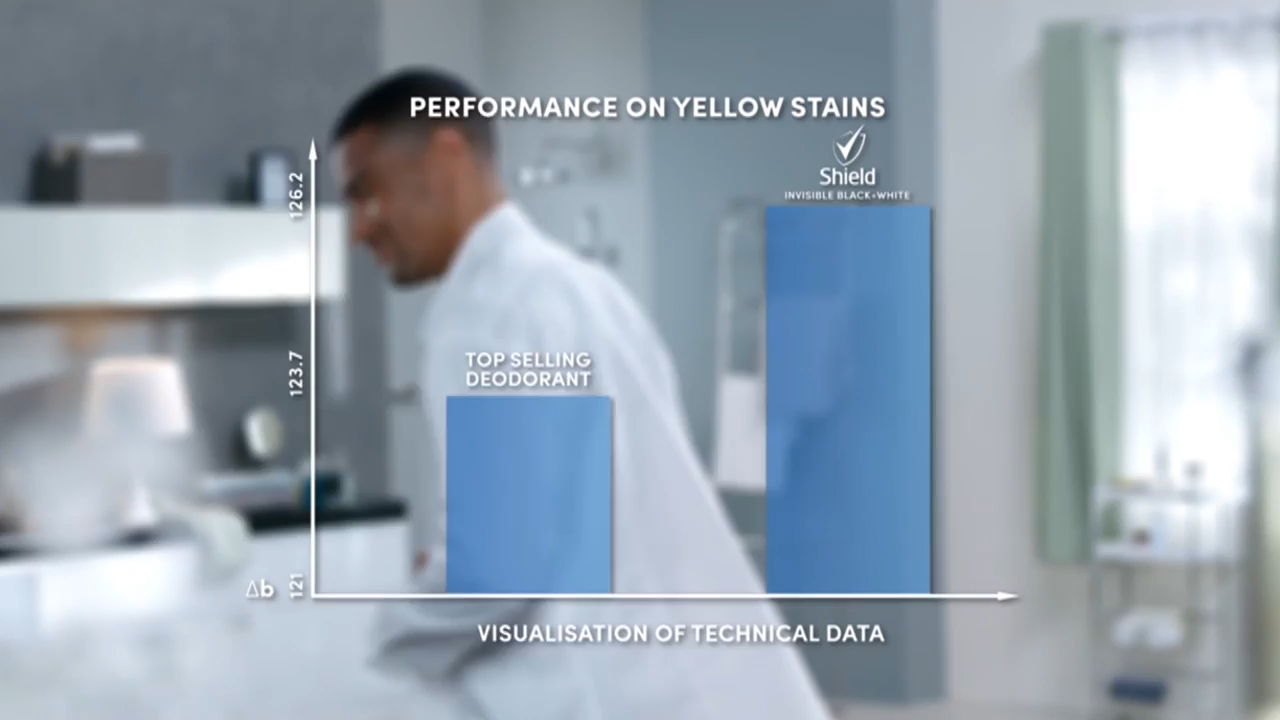 PERFORMANCE ON YELLOW STAINS
Shield
INVISIBLE BLACK+WHITE
126.2
TOP SELLING
DEODORANT
123.7
Δb
121
VISUALISATION OF TECHNICAL DATA